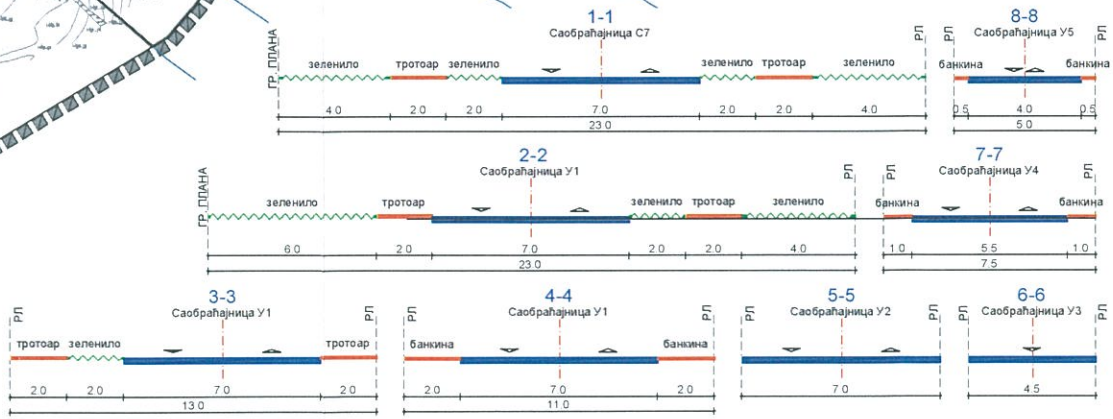 1-1
Саобраћајница С7
ГР. ПЛАНА
РЛ
зеленило тротоар зеленило зеленило тротоар зеленило
4.0 2.0 2.0 7.0 2.0 2.0 4.0
23.0
8-8
Саобраћајница У5
РЛ
РЛ
банкина банкина
0.5 4.0 0.5
5.0
2-2
Саобраћајница У1
ГР. ПЛАНА
РЛ
зеленило тротоар зеленило тротоар зеленило
6.0 2.0 7.0 2.0 2.0 4.0
23.0
7-7
Саобраћајница У4
РЛ
РЛ
банкина банкина
1.0 5.5 1.0
7.5
3-3
Саобраћајница У1
РЛ
РЛ
тротоар зеленило тротоар
2.0 2.0 7.0 2.0
13.0
4-4
Саобраћајница У1
РЛ
РЛ
банкина банкина
2.0 7.0 2.0
11.0
5-5
Саобраћајница У2
РЛ
РЛ
7.0
6-6
Саобраћајница У3
РЛ
РЛ
4.5